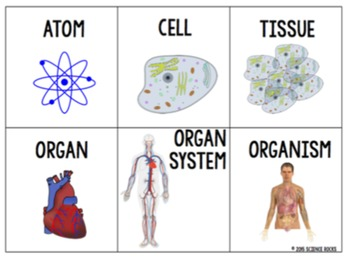 ATOM
CELL
TISSUE
ORGAN
ORGAN
SYSTEM
ORGANISM
© 2015 SCIENCE ROCKS